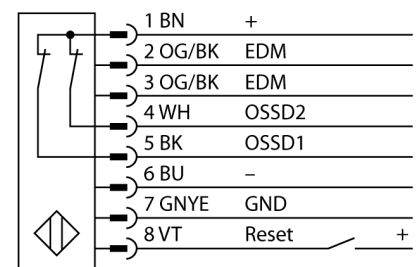 1 BN +
2 OG/BK EDM
3 OG/BK EDM
4 WH OSSD2
5 BK OSSD1
6 BU –
7 GNYE GND
8 VT Reset +